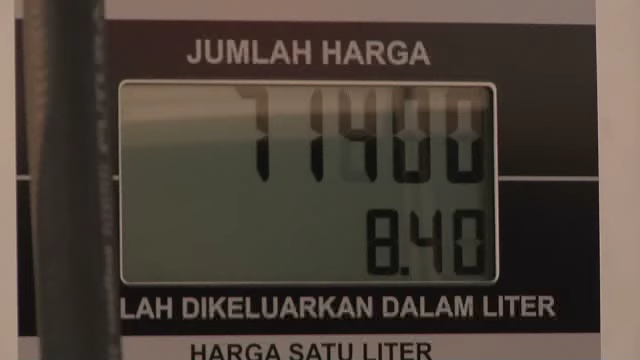 JUMLAH HARGA
71400
8.40
LAH DIKELUARKAN DALAM LITER
HARGA SATU LITER